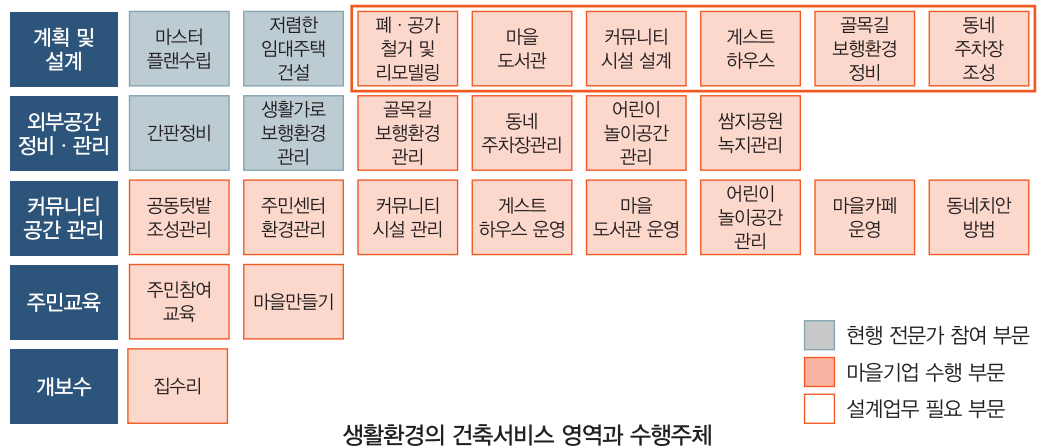 계획 및
설계
마스터
플랜수립
저렴한
임대주택
건설
폐 · 공가
철거 및
리모델링
마을
도서관
커뮤니티
시설 설계
게스트
하우스
골목길
보행환경
정비
동네
주차장
조성
외부공간
정비 · 관리
간판정비
생활가로
보행환경
관리
골목길
보행환경
관리
동네
주차장관리
어린이
놀이공간
관리
쌈지공원
녹지관리
커뮤니티
공간 관리
공동텃밭
조성관리
주민센터
환경관리
커뮤니티
시설 관리
게스트
하우스 운영
마을
도서관 운영
어린이
놀이공간
관리
마을카페
운영
동네치안
방범
주민교육
주민참여
교육
마을만들기
개보수
집수리
현행 전문가 참여 부문
마을기업 수행 부문
설계업무 필요 부문
생활환경의 건축서비스 영역과 수행주체